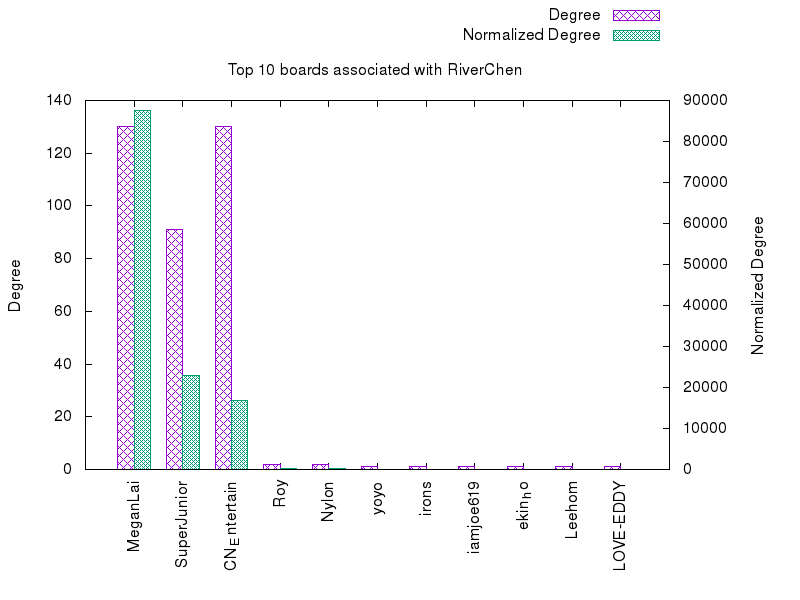 Degree
Normalized Degree
Top 10 boards associated with RiverChen
140
120
100
80
60
40
20
0
Degree
90000
80000
70000
60000
50000
40000
30000
20000
10000
0
Normalized Degree
MeganLai
SuperJunior
CNEntertain
Roy
Nylon
yoyo
irons
iamjoe619
ekinho
Leehom
LOVE-EDDY